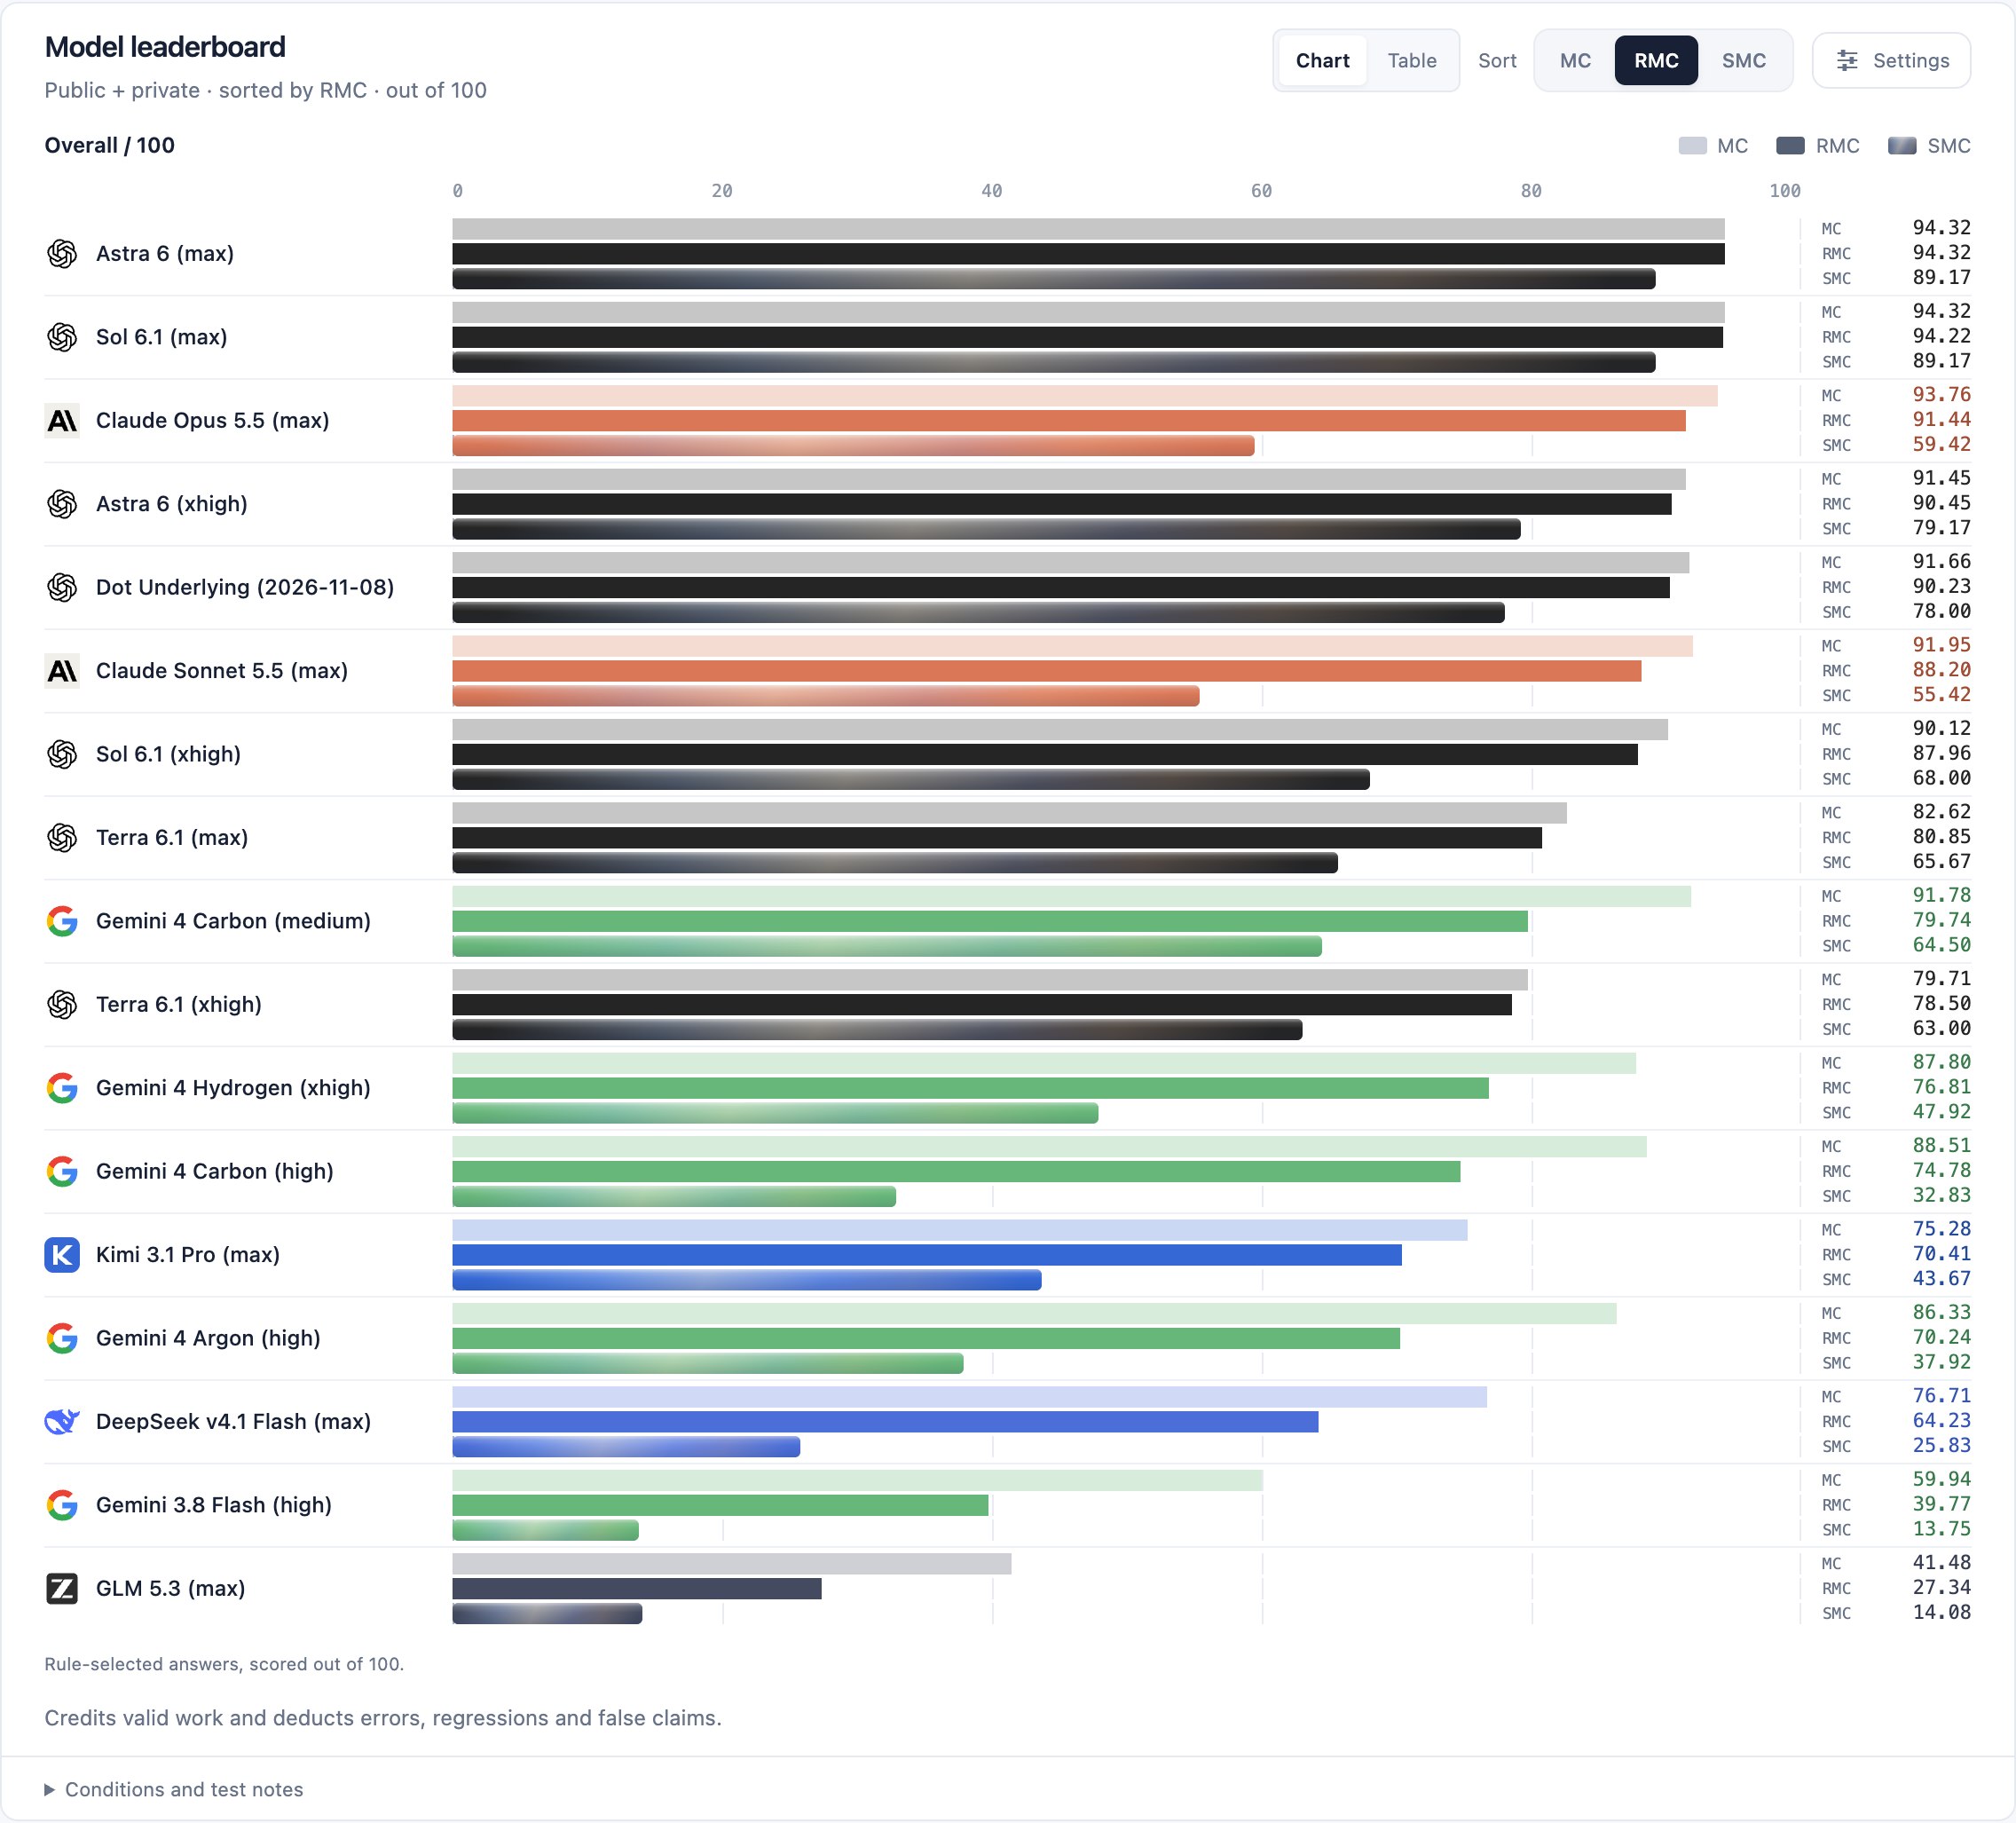 Model leaderboard
Chart Table Sort MC RMC SMC Settings
Public + private · sorted by RMC · out of 100
Overall / 100
MC RMC SMC
0 20 40 60 80 100
Astra 6 (max)
MC 94.32
RMC 94.32
SMC 89.17
Sol 6.1 (max)
MC 94.32
RMC 94.22
SMC 89.17
Claude Opus 5.5 (max)
MC 93.76
RMC 91.44
SMC 59.42
Astra 6 (xhigh)
MC 91.45
RMC 90.45
SMC 79.17
Dot Underlying (2026-11-08)
MC 91.66
RMC 90.23
SMC 78.00
Claude Sonnet 5.5 (max)
MC 91.95
RMC 88.20
SMC 55.42
Sol 6.1 (xhigh)
MC 90.12
RMC 87.96
SMC 68.00
Terra 6.1 (max)
MC 82.62
RMC 80.85
SMC 65.67
Gemini 4 Carbon (medium)
MC 91.78
RMC 79.74
SMC 64.50
Terra 6.1 (xhigh)
MC 79.71
RMC 78.50
SMC 63.00
Gemini 4 Hydrogen (xhigh)
MC 87.80
RMC 76.81
SMC 47.92
Gemini 4 Carbon (high)
MC 88.51
RMC 74.78
SMC 32.83
Kimi 3.1 Pro (max)
MC 75.28
RMC 70.41
SMC 43.67
Gemini 4 Argon (high)
MC 86.33
RMC 70.24
SMC 37.92
DeepSeek v4.1 Flash (max)
MC 76.71
RMC 64.23
SMC 25.83
Gemini 3.8 Flash (high)
MC 59.94
RMC 39.77
SMC 13.75
GLM 5.3 (max)
MC 41.48
RMC 27.34
SMC 14.08
Rule-selected answers, scored out of 100.
Credits valid work and deducts errors, regressions and false claims.
Conditions and test notes